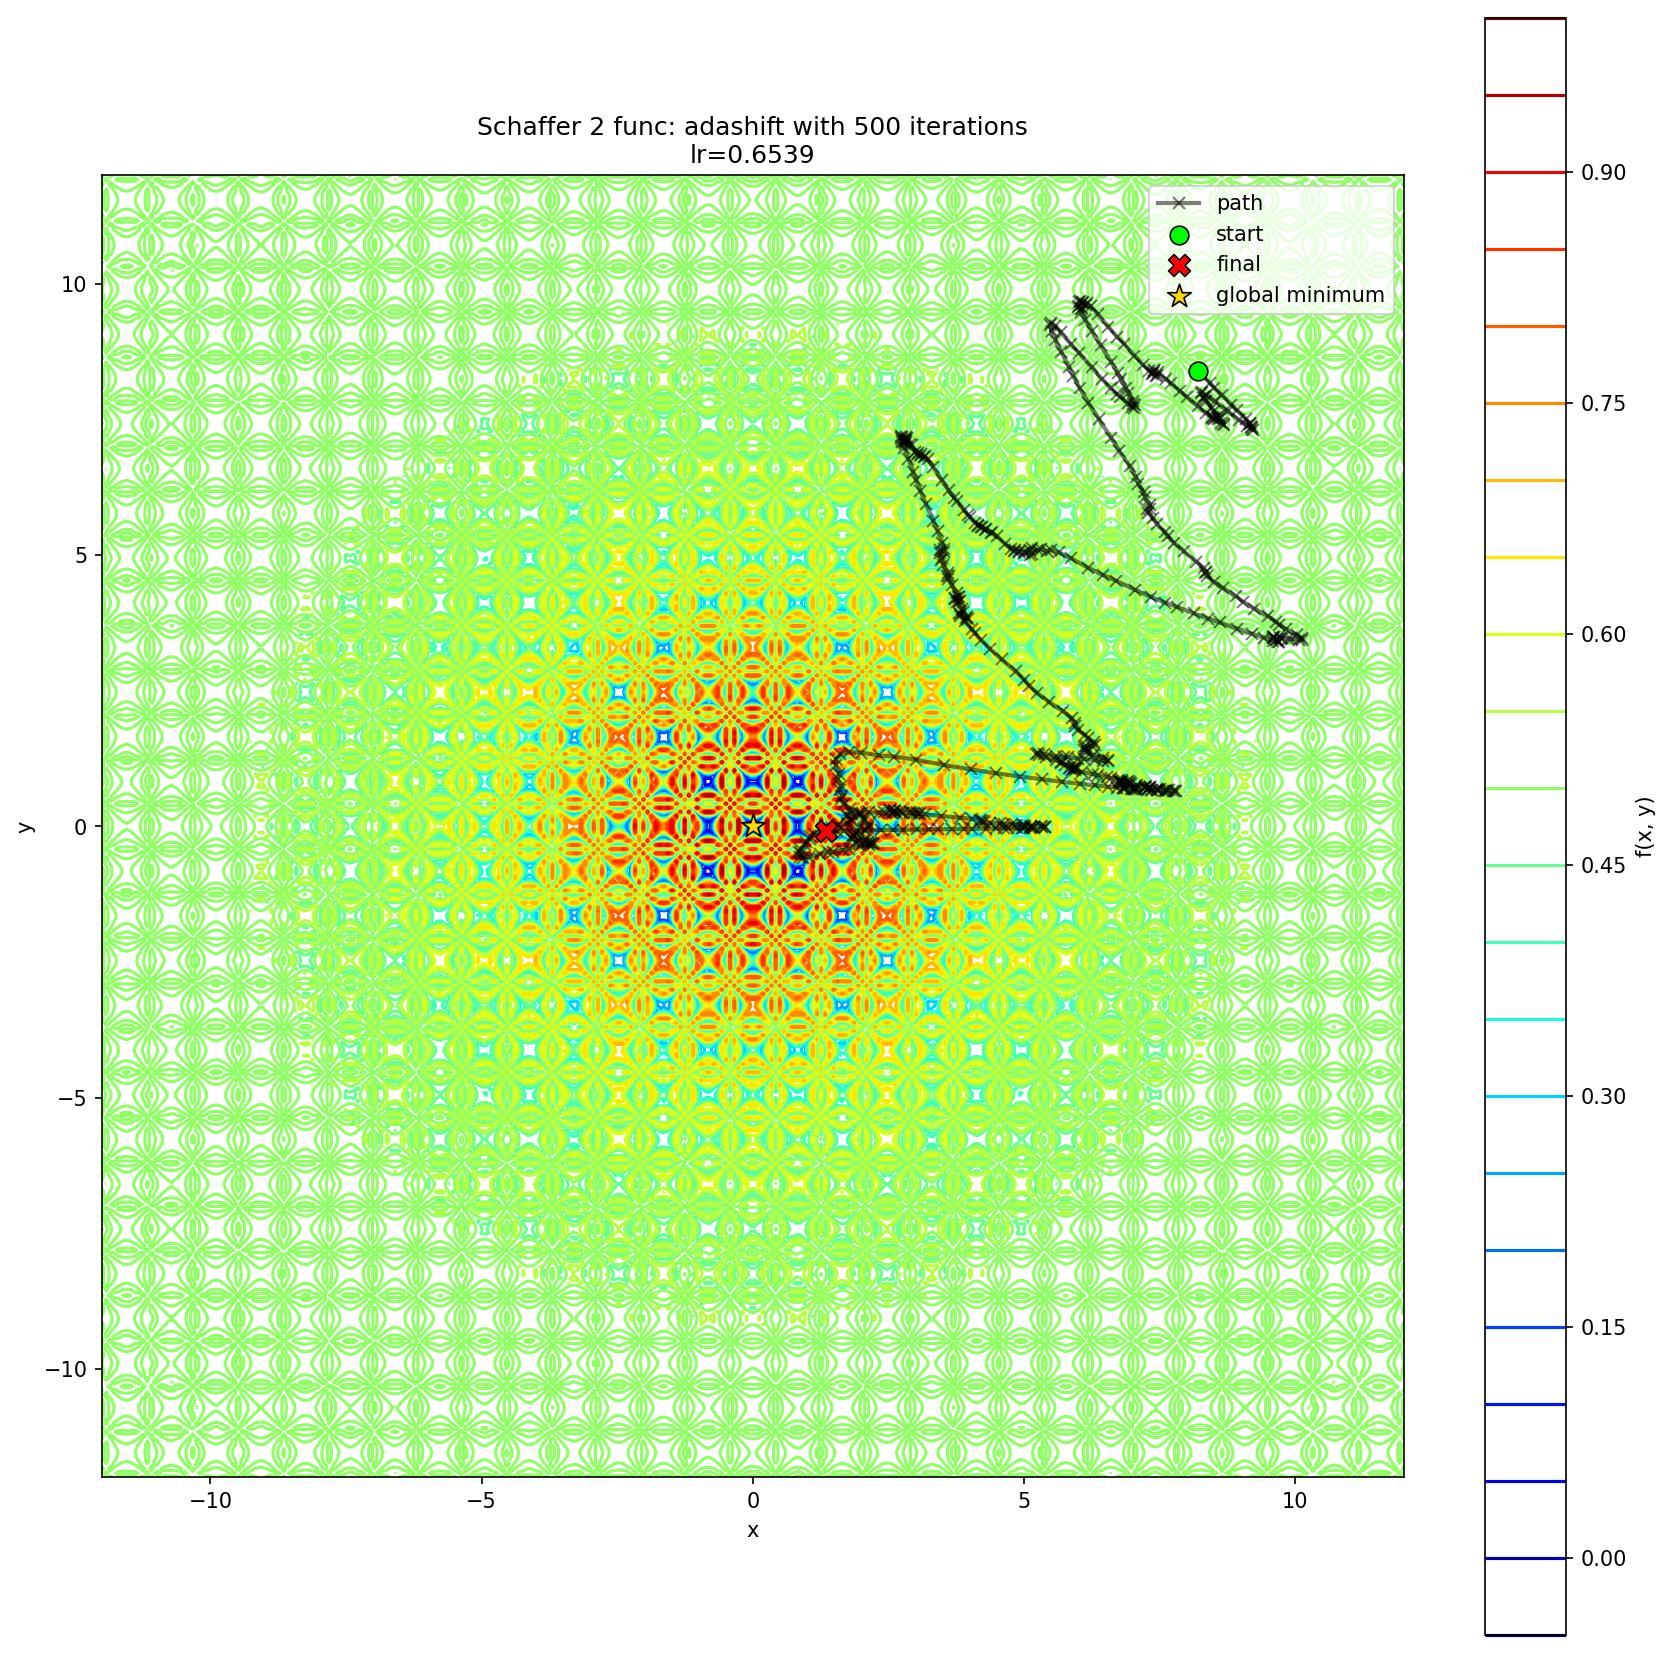 Schaffer 2 func: adashift with 500 iterations
lr=0.6539
path
start
final
global minimum
10
5
0
−5
−10
y
−10
−5
0
5
10
x
0.90
0.75
0.60
0.45
0.30
0.15
0.00
f(x, y)